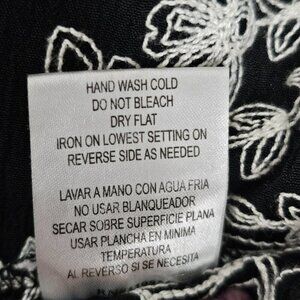 HAND WASH COLD
DO NOT BLEACH
DRY FLAT
IRON ON LOWEST SETTING ON
REVERSE SIDE AS NEEDED
LAVAR A MANO CON AGUA FRIA
NO USAR BLANQUEADOR
SECAR SOBRE SUPERFICIE PLANA
USAR PLANCHA EN MINIMA
TEMPERATURA
AL REVERSO SI SE NECESITA